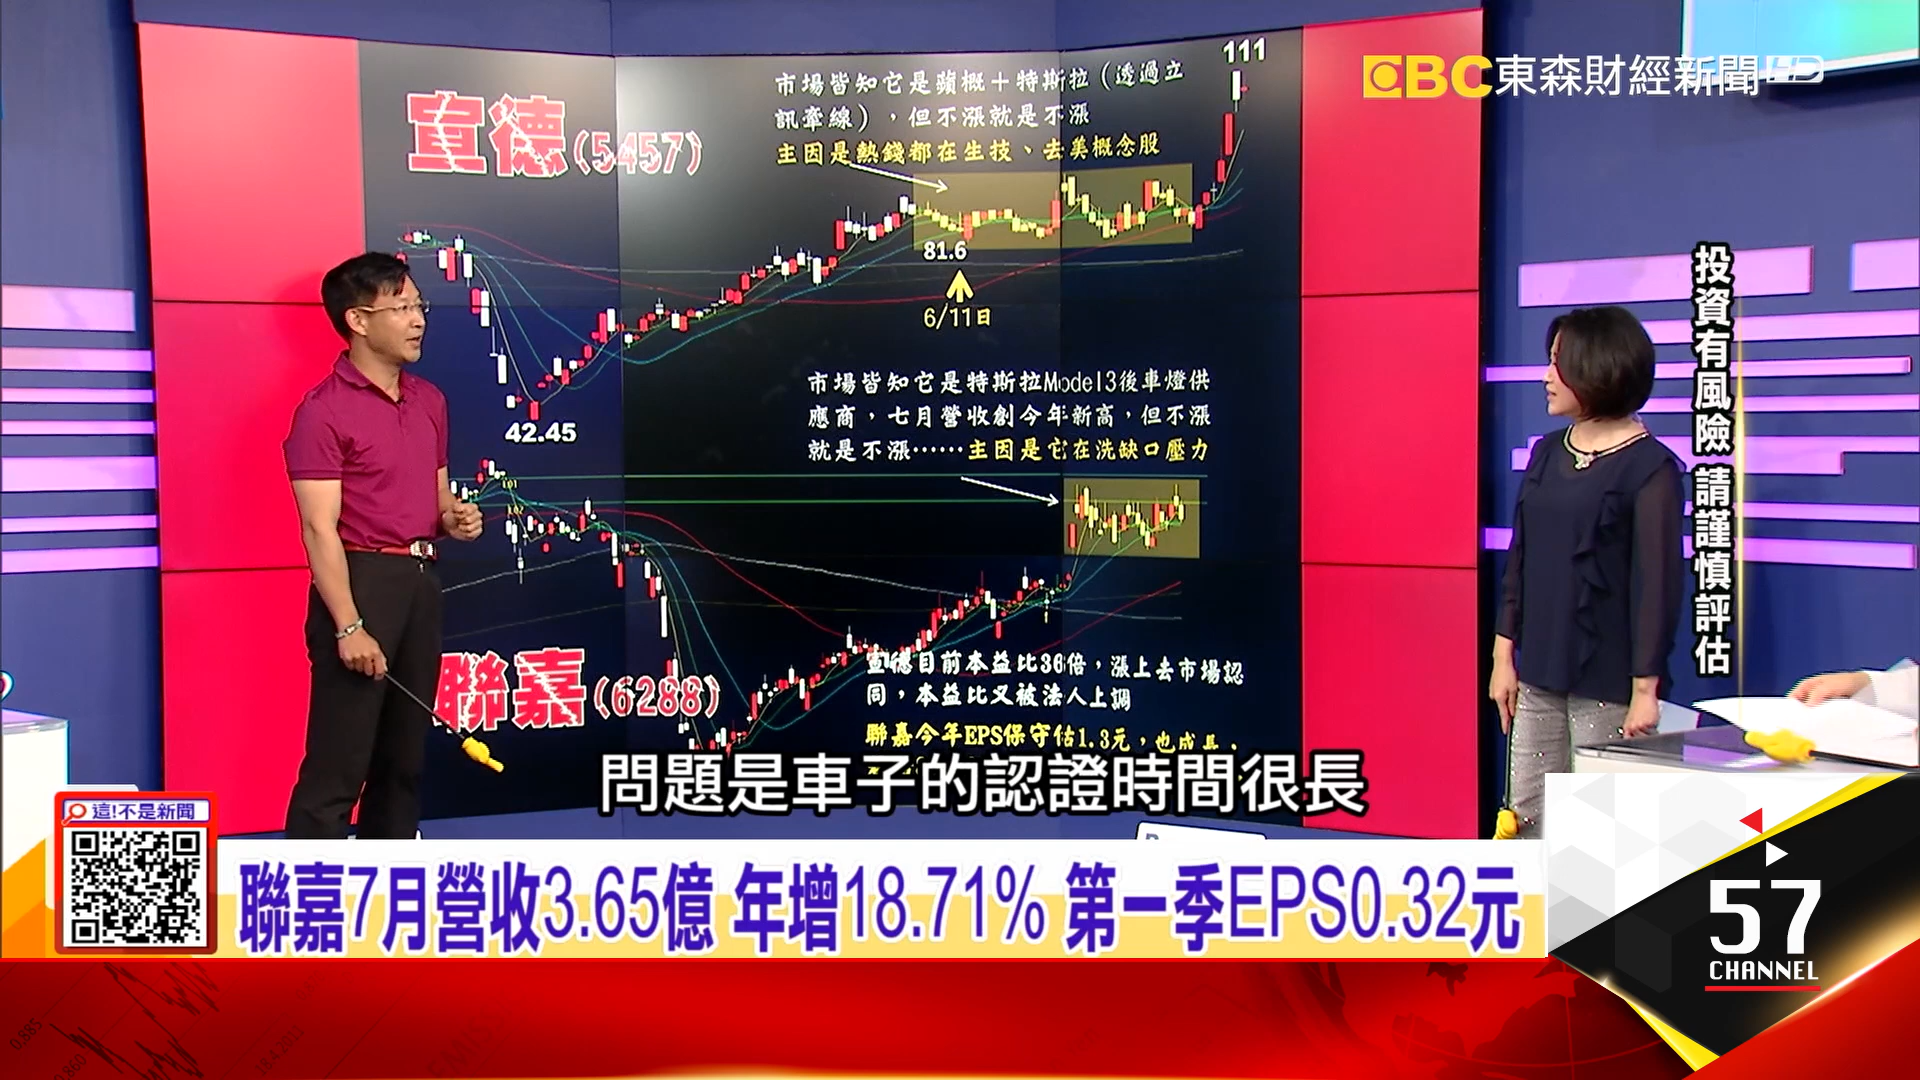 111
EBC東森財經新聞HD
市場皆知它是蘋概＋特斯拉（透過立
訊牽線），但不漲就是不漲
主因是熱錢都在生技、去美概念股
宣德(5457)
81.6
6/11日
42.45
市場皆知它是特斯拉Model3後車燈供
應商，七月營收創今年新高，但不漲
就是不漲……主因是它在洗缺口壓力
聯嘉(6288)
宣德目前本益比36倍，漲上去市場認
同，本益比又被法人上調
聯嘉今年EPS保守估1.3元，也成長，
投資有風險 請謹慎評估
問題是車子的認證時間很長
這!不是新聞
聯嘉7月營收3.65億 年增18.71% 第一季EPS0.32元
57
CHANNEL